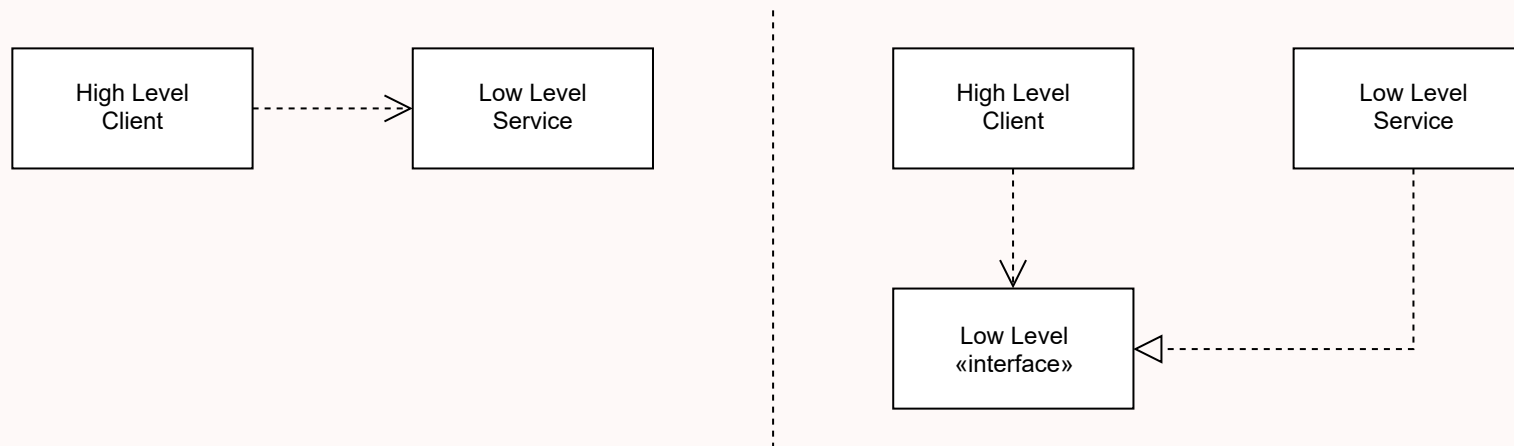 High Level
Client
Low Level
Service
High Level
Client
Low Level
Service
Low Level
«interface»